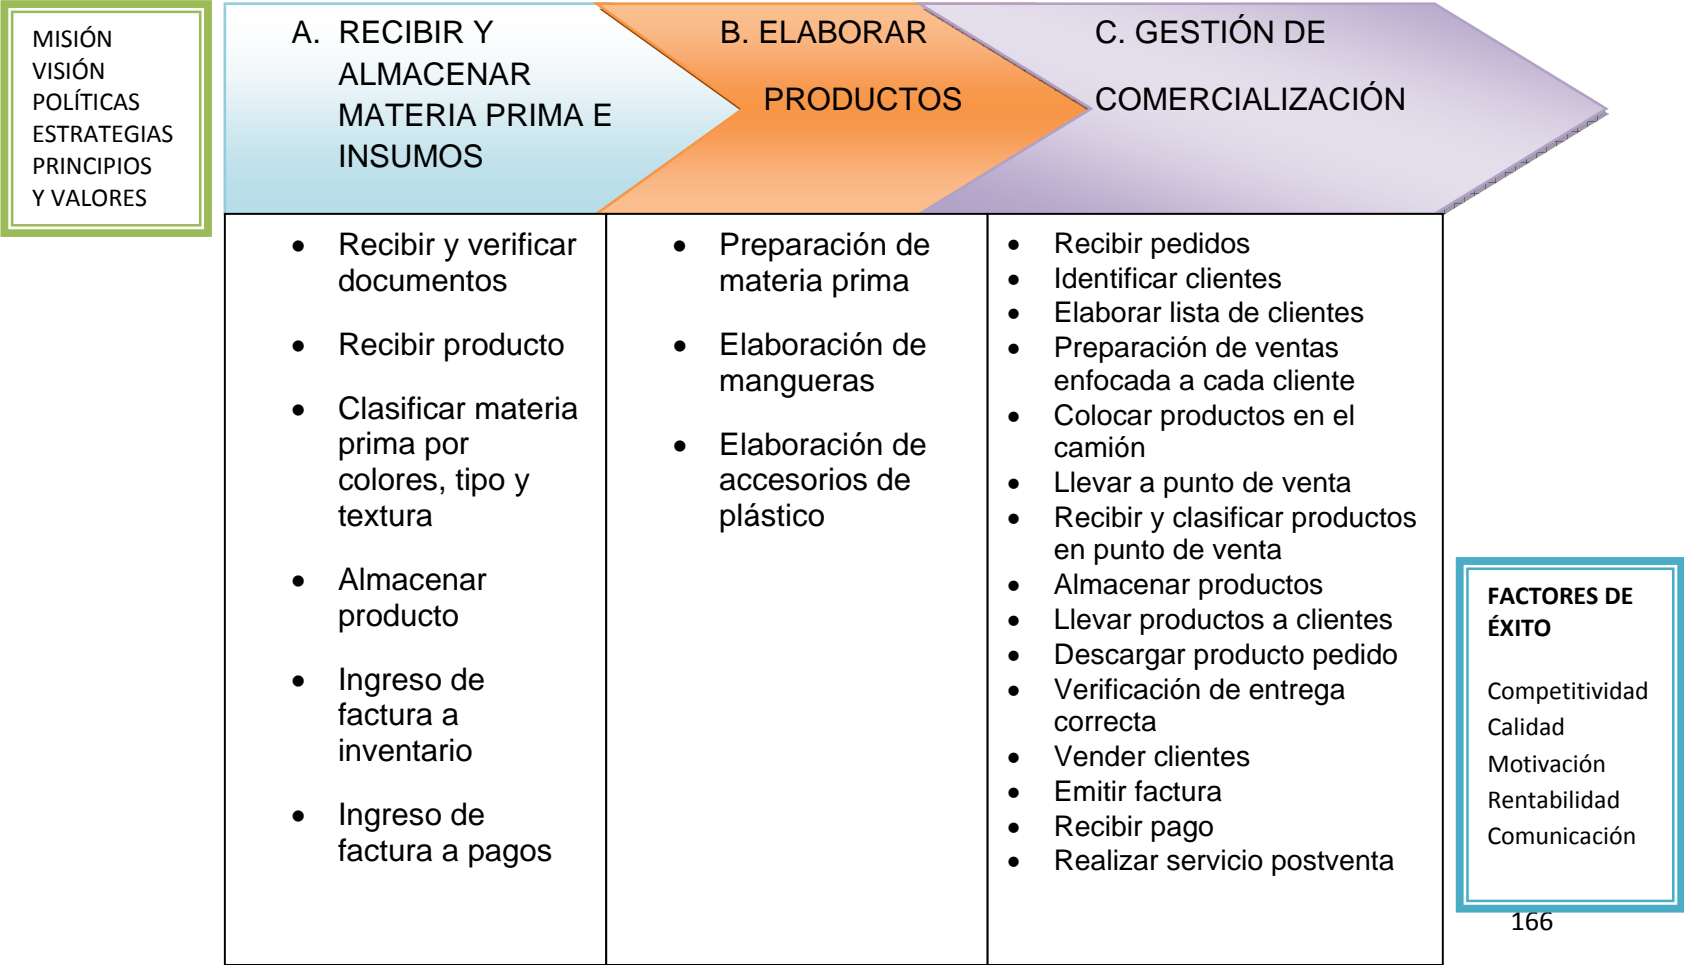 MISIÓN
VISIÓN
POLÍTICAS
ESTRATEGIAS
PRINCIPIOS
Y VALORES
A. RECIBIR Y
ALMACENAR
MATERIA PRIMA E
INSUMOS
B. ELABORAR
PRODUCTOS
C. GESTIÓN DE
COMERCIALIZACIÓN
• Recibir y verificar
documentos
• Recibir producto
• Clasificar materia
prima por
colores, tipo y
textura
• Almacenar
producto
• Ingreso de
factura a
inventario
• Ingreso de
factura a pagos
• Preparación de
materia prima
• Elaboración de
mangueras
• Elaboración de
accesorios de
plástico
• Recibir pedidos
• Identificar clientes
• Elaborar lista de clientes
• Preparación de ventas
enfocada a cada cliente
• Colocar productos en el
camión
• Llevar a punto de venta
• Recibir y clasificar productos
en punto de venta
• Almacenar productos
• Llevar productos a clientes
• Descargar producto pedido
• Verificación de entrega
correcta
• Vender clientes
• Emitir factura
• Recibir pago
• Realizar servicio postventa
FACTORES DE
ÉXITO
Competitividad
Calidad
Motivación
Rentabilidad
Comunicación
166